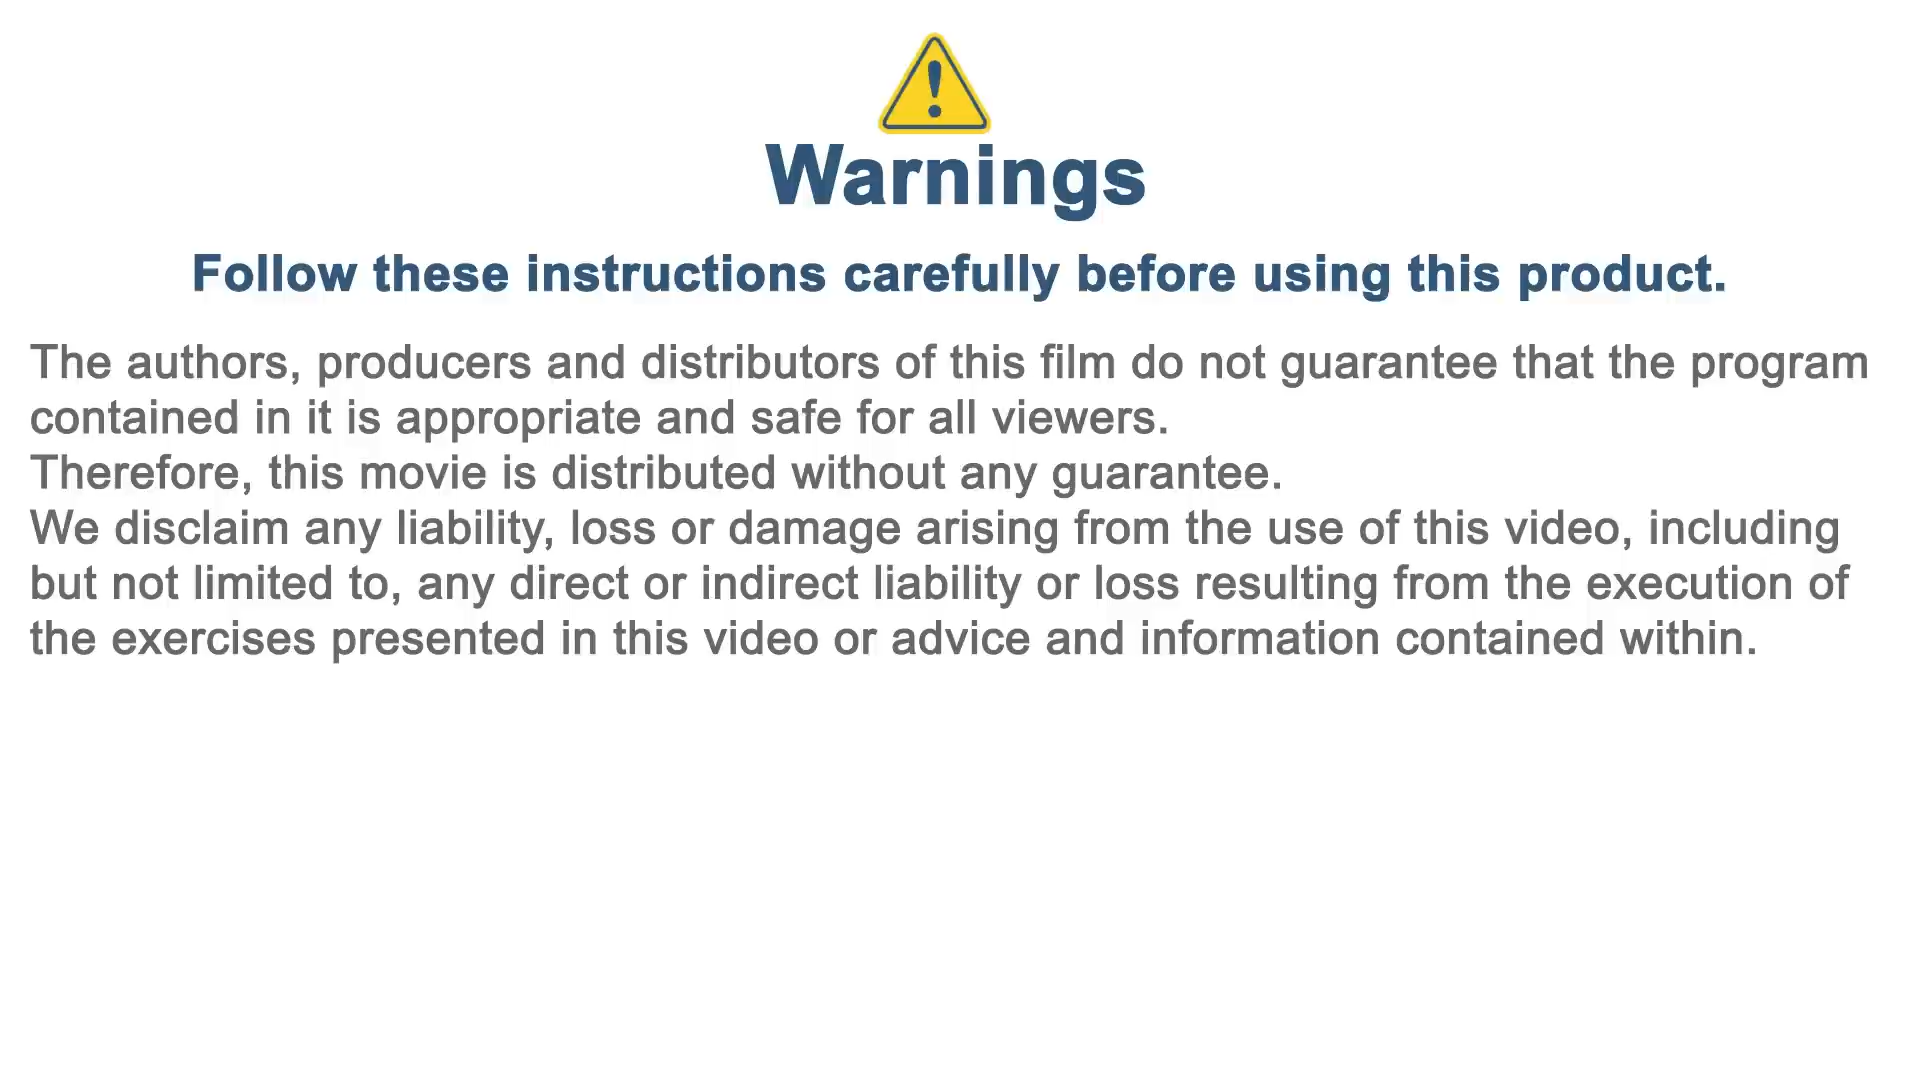 Warnings
Follow these instructions carefully before using this product.
The authors, producers and distributors of this film do not guarantee that the program
contained in it is appropriate and safe for all viewers.
Therefore, this movie is distributed without any guarantee.
We disclaim any liability, loss or damage arising from the use of this video, including
but not limited to, any direct or indirect liability or loss resulting from the execution of
the exercises presented in this video or advice and information contained within.